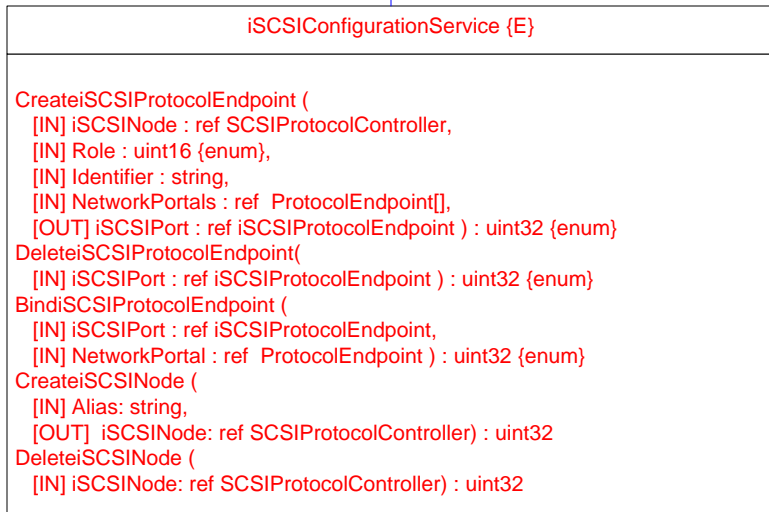 iSCSIConfigurationService {E}
CreateiSCSIProtocolEndpoint (
[IN] iSCSINode : ref SCSIProtocolController,
[IN] Role : uint16 {enum},
[IN] Identifier : string,
[IN] NetworkPortals : ref  ProtocolEndpoint[],
[OUT] iSCSIPort : ref iSCSIProtocolEndpoint ) : uint32 {enum}
DeleteiSCSIProtocolEndpoint(
[IN] iSCSIPort : ref iSCSIProtocolEndpoint ) : uint32 {enum}
BindiSCSIProtocolEndpoint (
[IN] iSCSIPort : ref iSCSIProtocolEndpoint,
[IN] NetworkPortal : ref  ProtocolEndpoint ) : uint32 {enum}
CreateiSCSINode (
[IN] Alias: string,
[OUT]  iSCSINode: ref SCSIProtocolController) : uint32
DeleteiSCSINode (
[IN] iSCSINode: ref SCSIProtocolController) : uint32